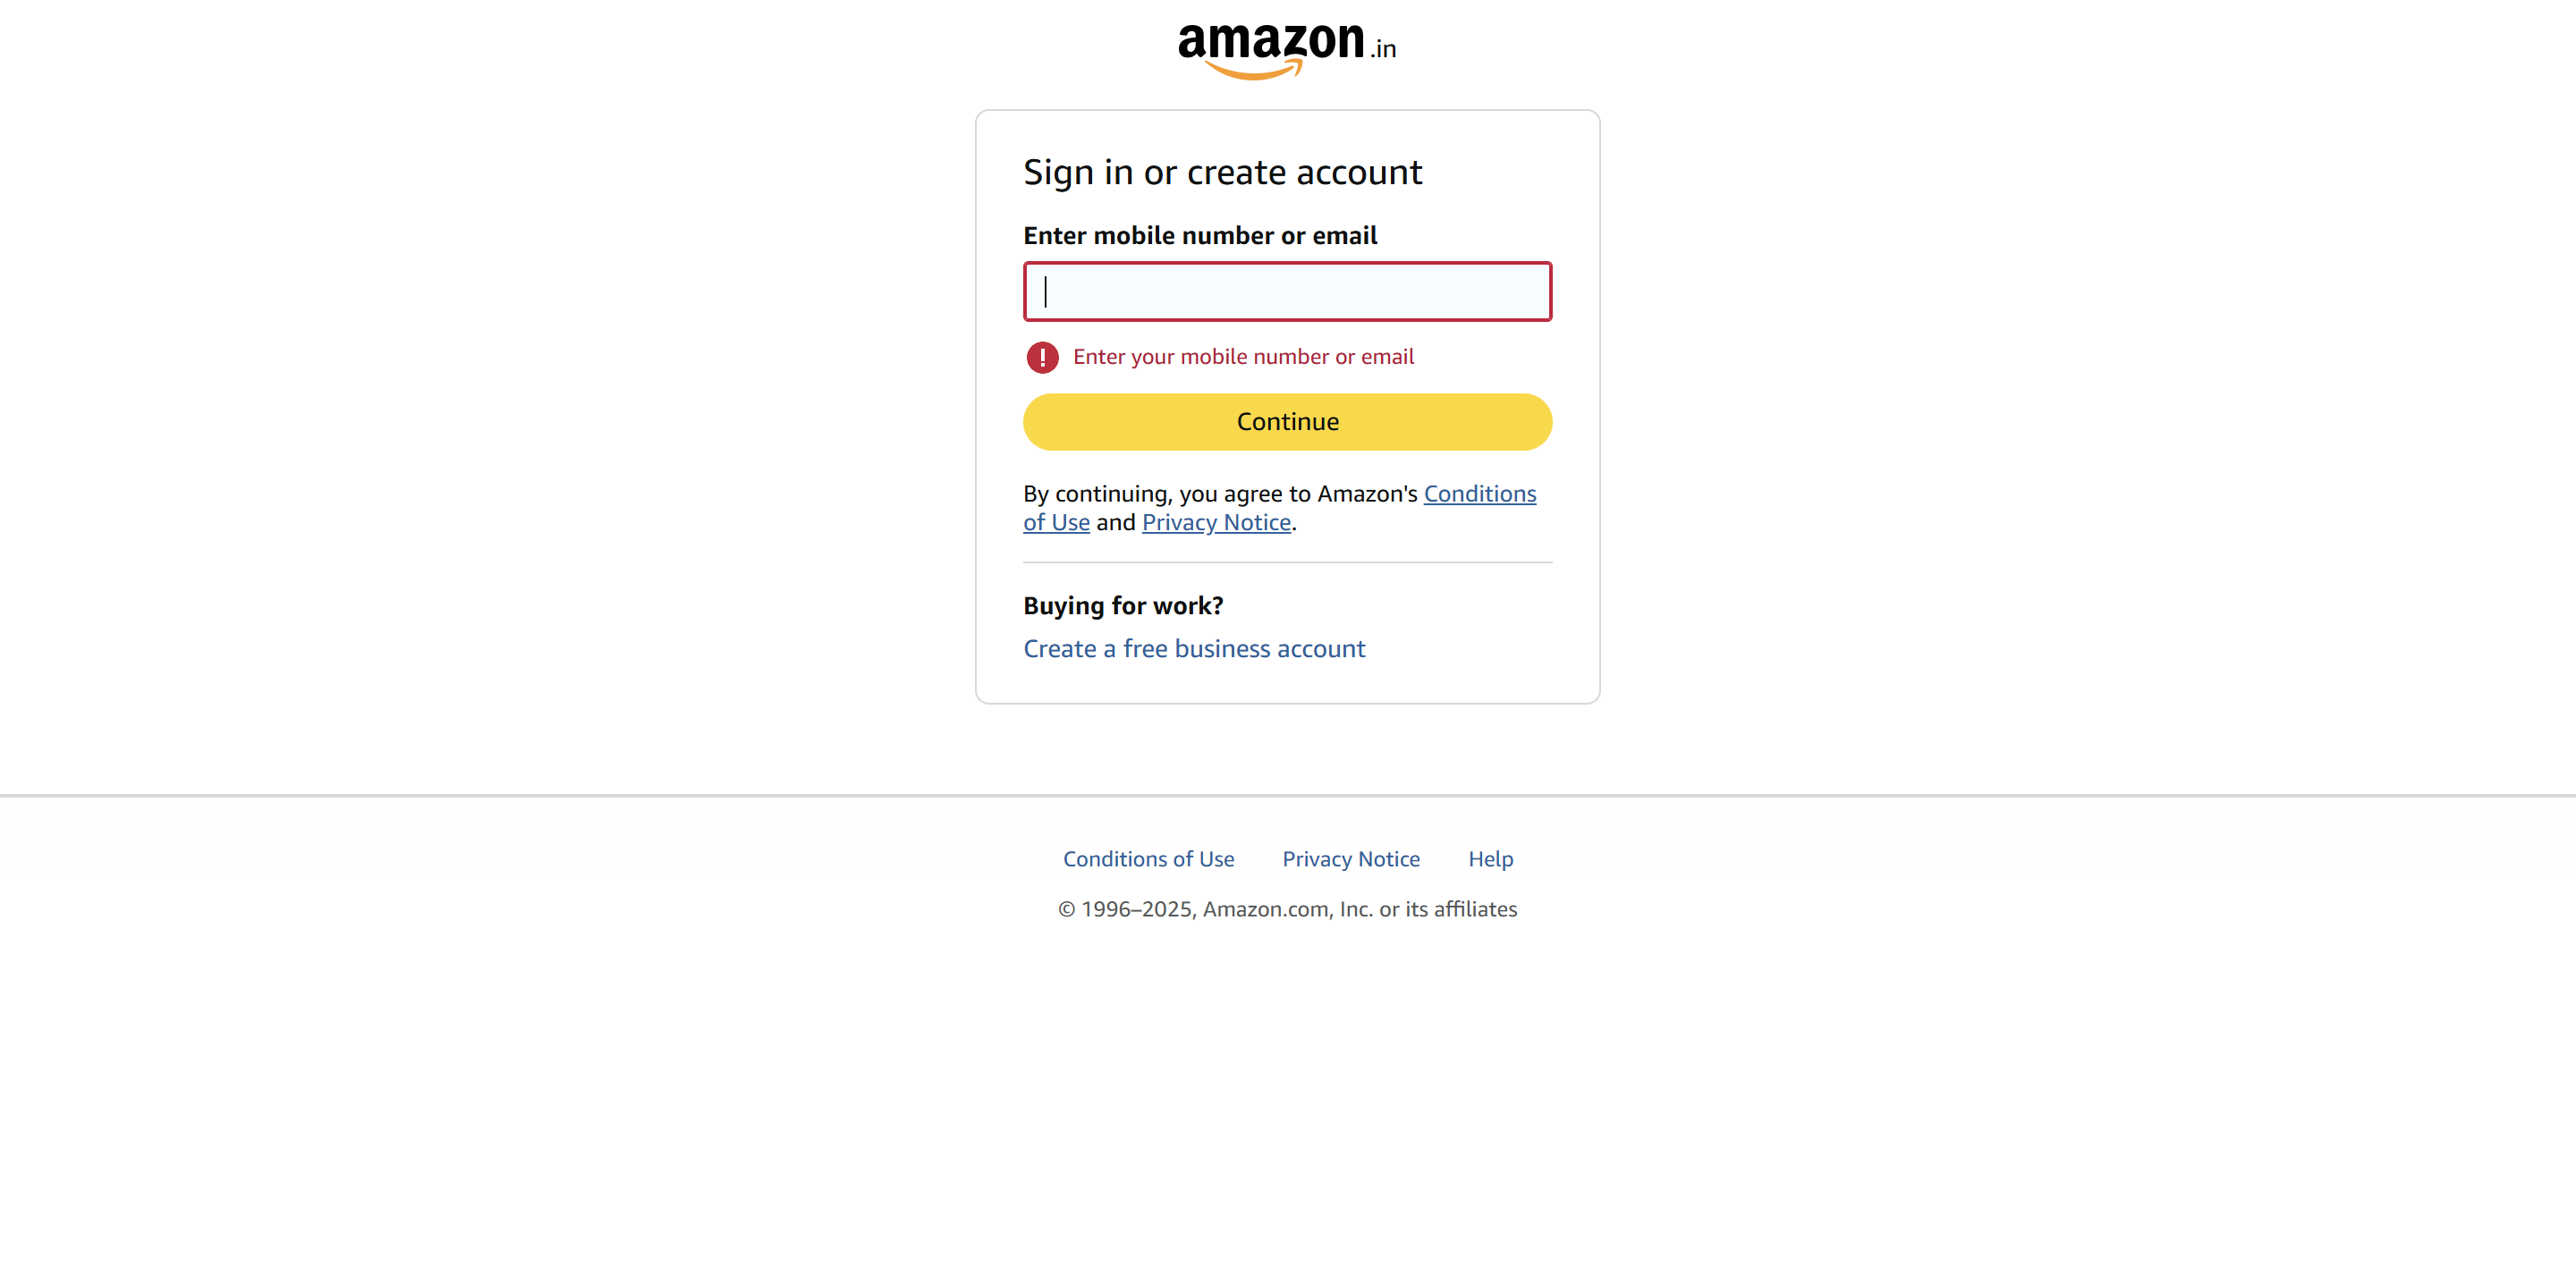 amazon.in
Sign in or create account
Enter mobile number or email
Enter your mobile number or email
Continue
By continuing, you agree to Amazon's Conditions
of Use and Privacy Notice.
Buying for work?
Create a free business account
Conditions of Use Privacy Notice Help
© 1996–2025, Amazon.com, Inc. or its affiliates